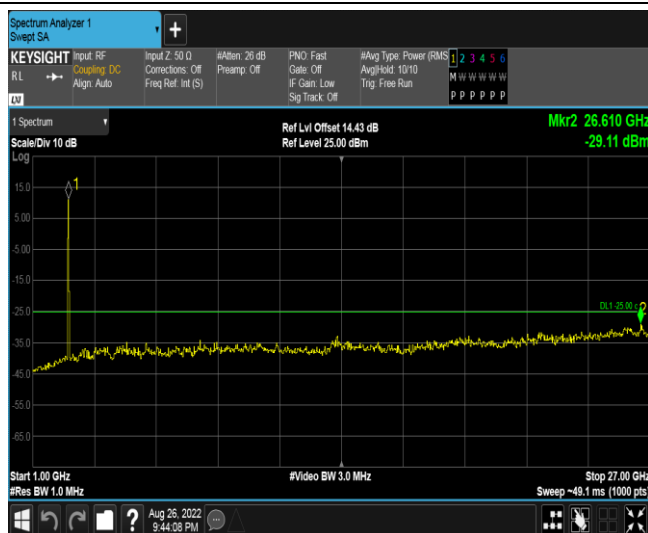 Spectrum Analyzer 1
Swept SA
+
KEYSIGHT
RL
LXI
Input: RF
Coupling: DC
Align: Auto
Input Z: 50 Ω
Corrections: Off
Freq Ref: Int (S)
#Atten: 26 dB
Preamp: Off
PNO: Fast
Gate: Off
IF Gain: Low
Sig Track: Off
#Avg Type: Power (RMS
Avg|Hold: 10/10
Trig: Free Run
1 2 3 4 5 6
M W W W W W
P P P P P P
1 Spectrum
Scale/Div 10 dB
Log
Ref Lvl Offset 14.43 dB
Ref Level 25.00 dBm
Mkr2 26.610 GHz
-29.11 dBm
1
15.0
5.00
-5.00
-15.0
-25.0
DL1 -25.00 d
2
-35.0
-45.0
-55.0
-65.0
Start 1.00 GHz
#Res BW 1.0 MHz
#Video BW 3.0 MHz
Stop 27.00 GHz
Sweep ~49.1 ms (1000 pts)
?
Aug 26, 2022
9:44:08 PM